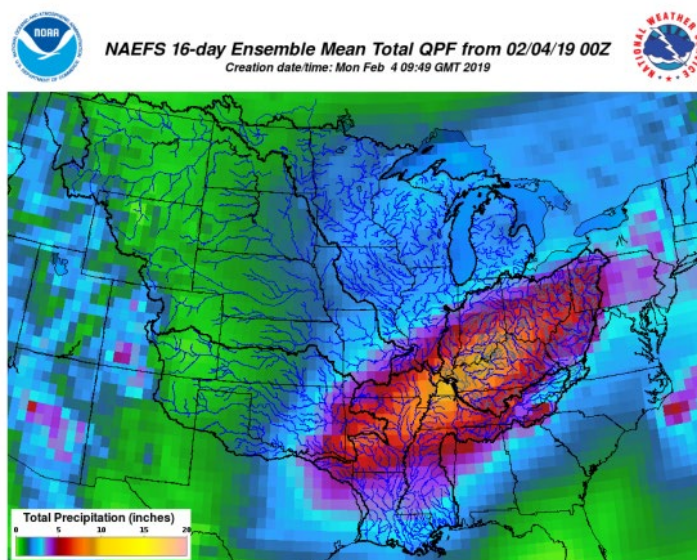 NOAA
NAEFS 16-day Ensemble Mean Total QPF from 02/04/19 00Z
Creation date/time: Mon Feb 4 09:49 GMT 2019
Total Precipitation (inches)
0 5 10 15 20